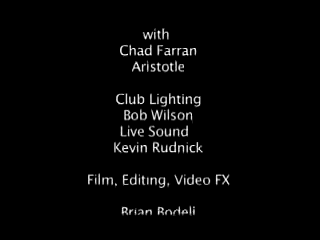 with
Chad Farran
Aristotle
Club Lighting
Bob Wilson
Live Sound
Kevin Rudnick
Film, Editing, Video FX
Brian Bodeli